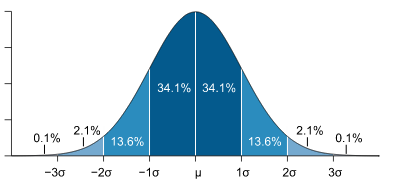 34.1% 34.1%
0.1% 2.1% 13.6% 13.6% 2.1% 0.1%
−3σ −2σ −1σ μ 1σ 2σ 3σ